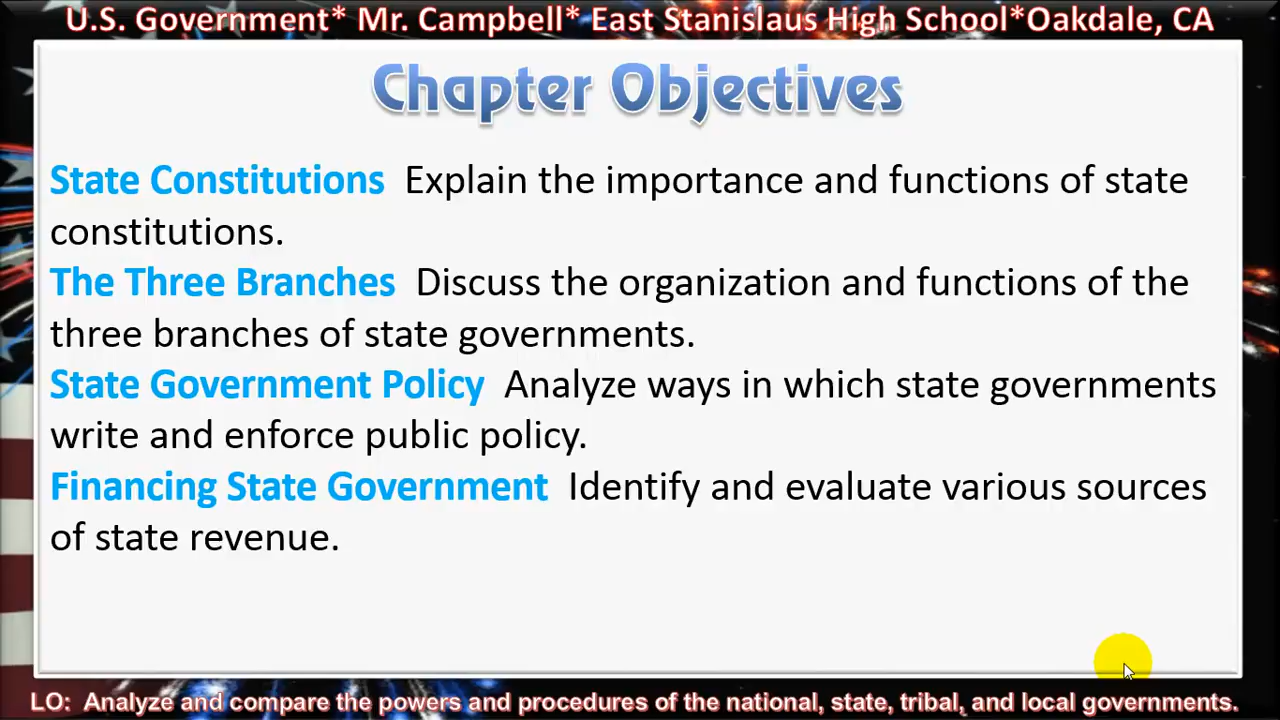 U.S. Government* Mr. Campbell* East Stanislaus High School*Oakdale, CA
Chapter Objectives
State Constitutions Explain the importance and functions of state
constitutions.
The Three Branches Discuss the organization and functions of the
three branches of state governments.
State Government Policy Analyze ways in which state governments
write and enforce public policy.
Financing State Government Identify and evaluate various sources
of state revenue.
LO: Analyze and compare the powers and procedures of the national, state, tribal, and local governments.